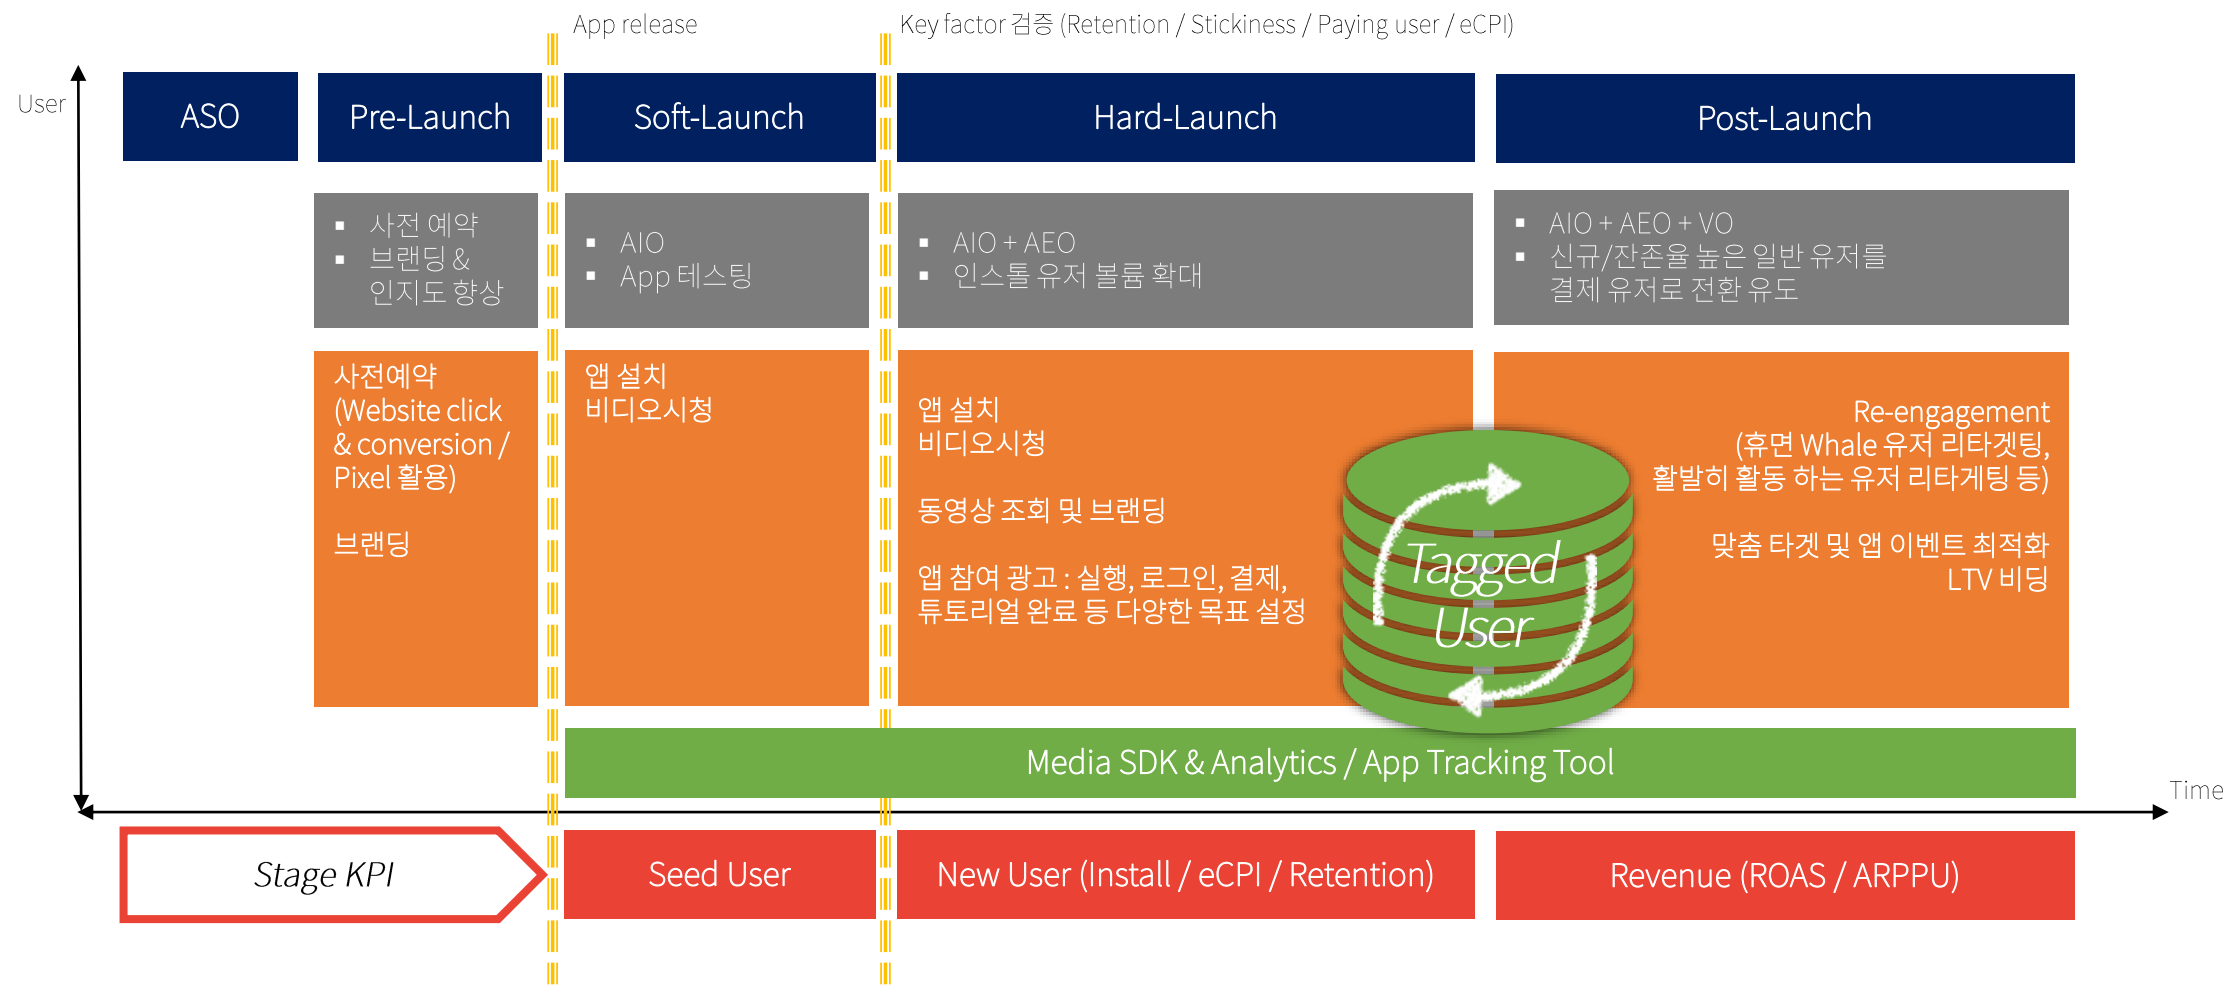 App release
Key factor 검증 (Retention / Stickiness / Paying user / eCPI)
User
ASO
Pre-Launch
Soft-Launch
Hard-Launch
Post-Launch
▪ 사전 예약
▪ 브랜딩 &
인지도 향상
▪ AIO
▪ App 테스팅
▪ AIO + AEO
▪ 인스톨 유저 볼륨 확대
▪ AIO + AEO + VO
▪ 신규/잔존율 높은 일반 유저를
결제 유저로 전환 유도
사전예약
(Website click
& conversion /
Pixel 활용)
브랜딩
앱 설치
비디오시청
앱 설치
비디오시청
동영상 조회 및 브랜딩
앱 참여 광고 : 실행, 로그인, 결제,
튜토리얼 완료 등 다양한 목표 설정
Tagged
User
Re-engagement
(휴면 Whale 유저 리타겟팅,
활발히 활동 하는 유저 리타게팅 등)
맞춤 타겟 및 앱 이벤트 최적화
LTV 비딩
Media SDK & Analytics / App Tracking Tool
Time
Stage KPI
Seed User
New User (Install / eCPI / Retention)
Revenue (ROAS / ARPPU)